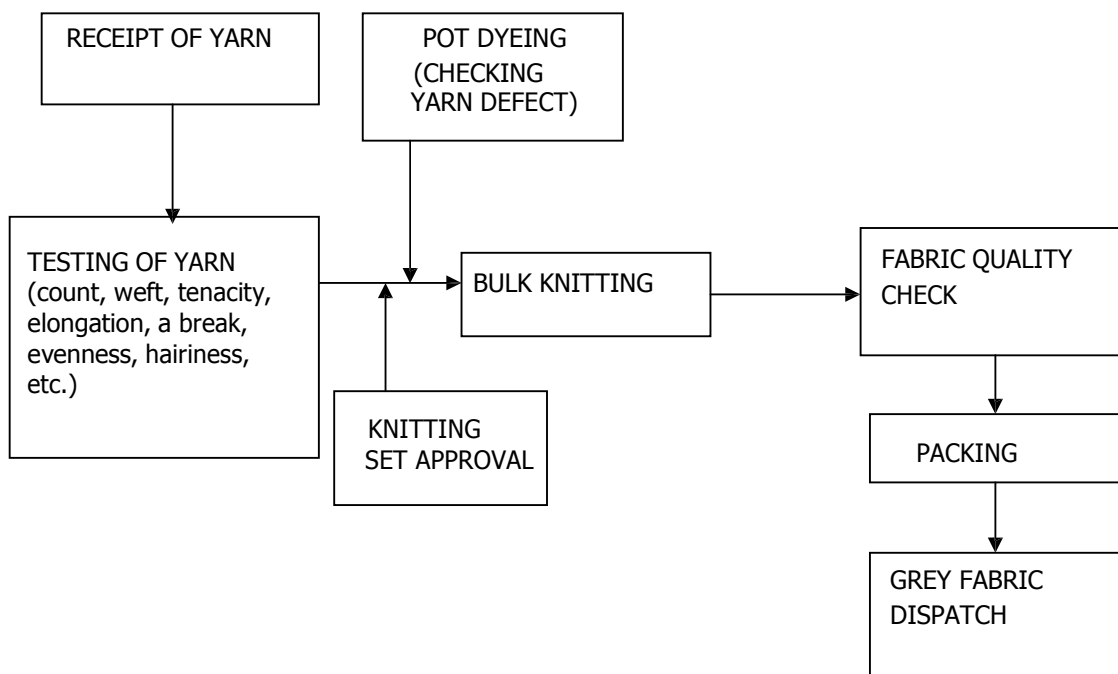 RECEIPT OF YARN
POT DYEING
(CHECKING
YARN DEFECT)
TESTING OF YARN
(count, weft, tenacity,
elongation, a break,
evenness, hairiness,
etc.)
BULK KNITTING
FABRIC QUALITY
CHECK
KNITTING
SET APPROVAL
PACKING
GREY FABRIC
DISPATCH